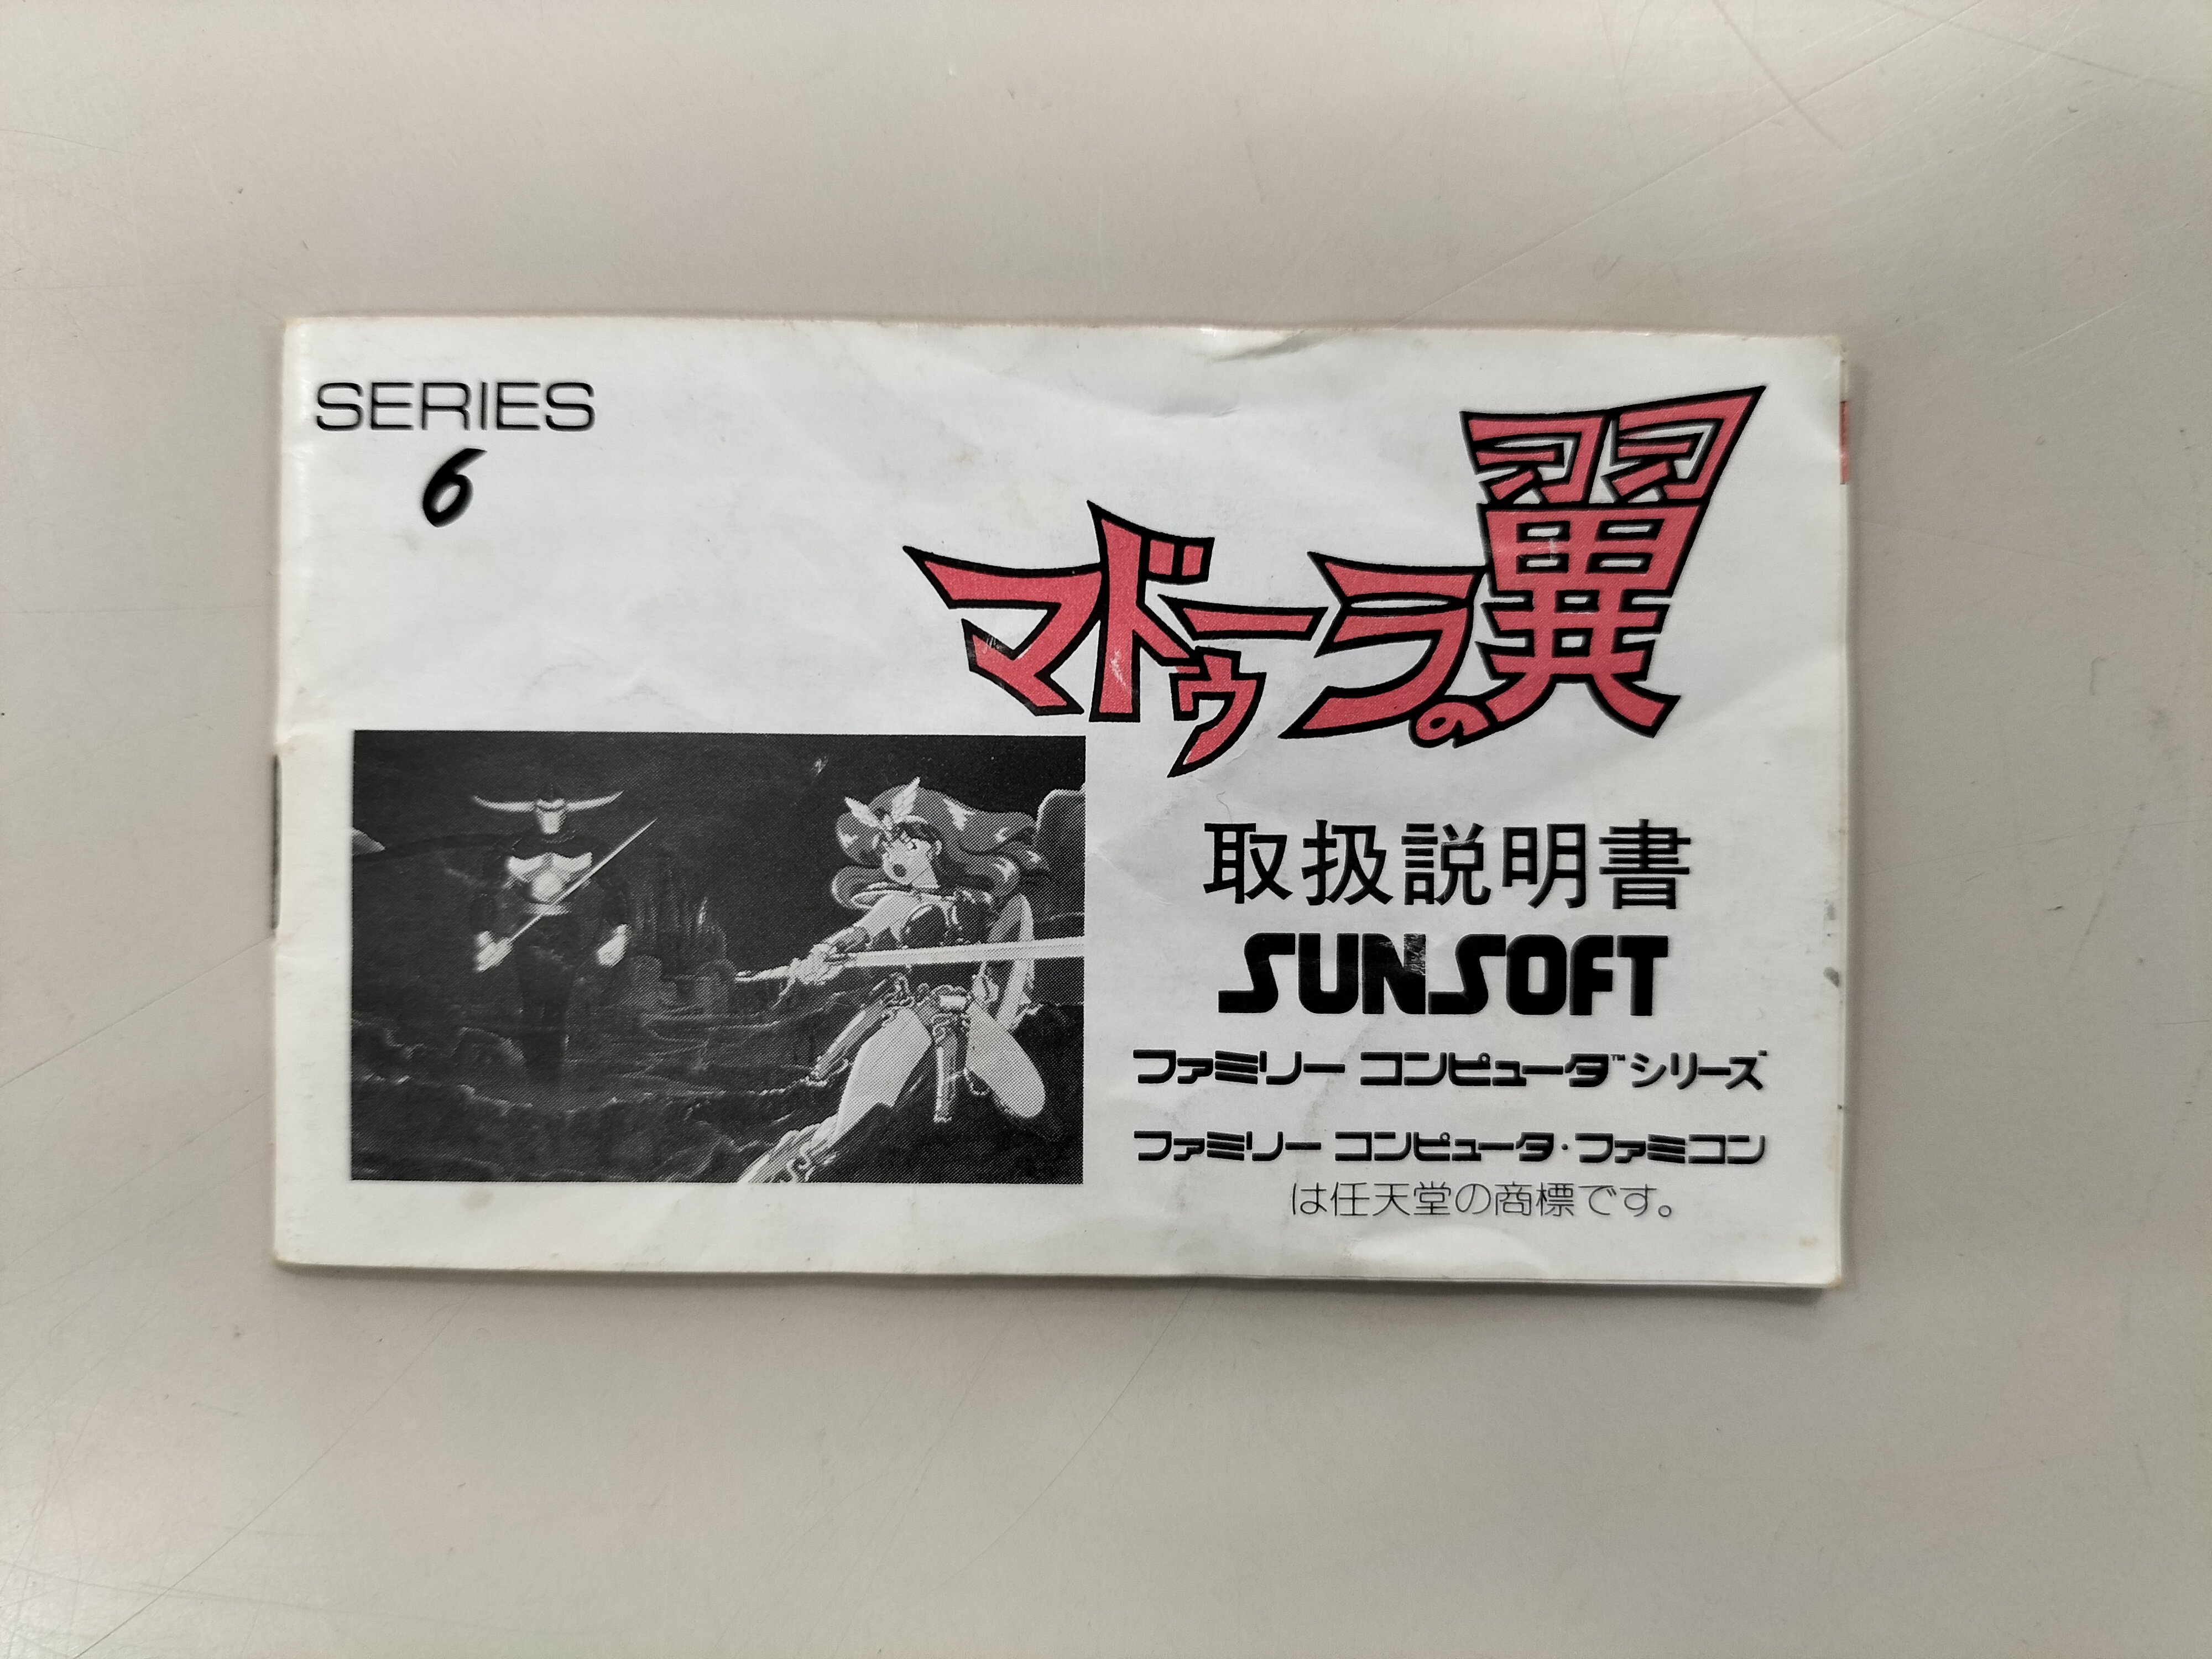 SERIES
6
マドゥーラの翼
取扱説明書
SUNSOFT
ファミリー コンピュータ™シリーズ
ファミリー コンピュータ・ファミコン
は任天堂の商標です。